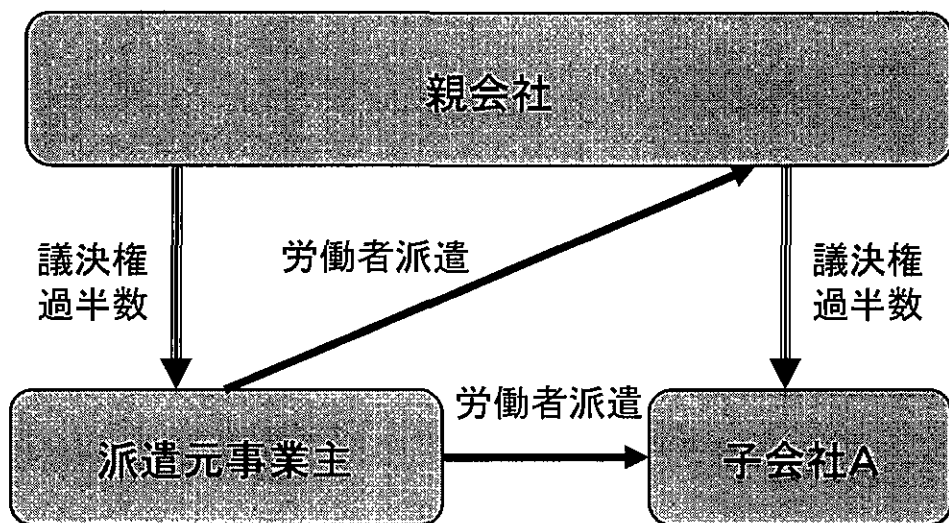 親会社
議決権
過半数
労働者派遣
議決権
過半数
労働者派遣
派遣元事業主
子会社A